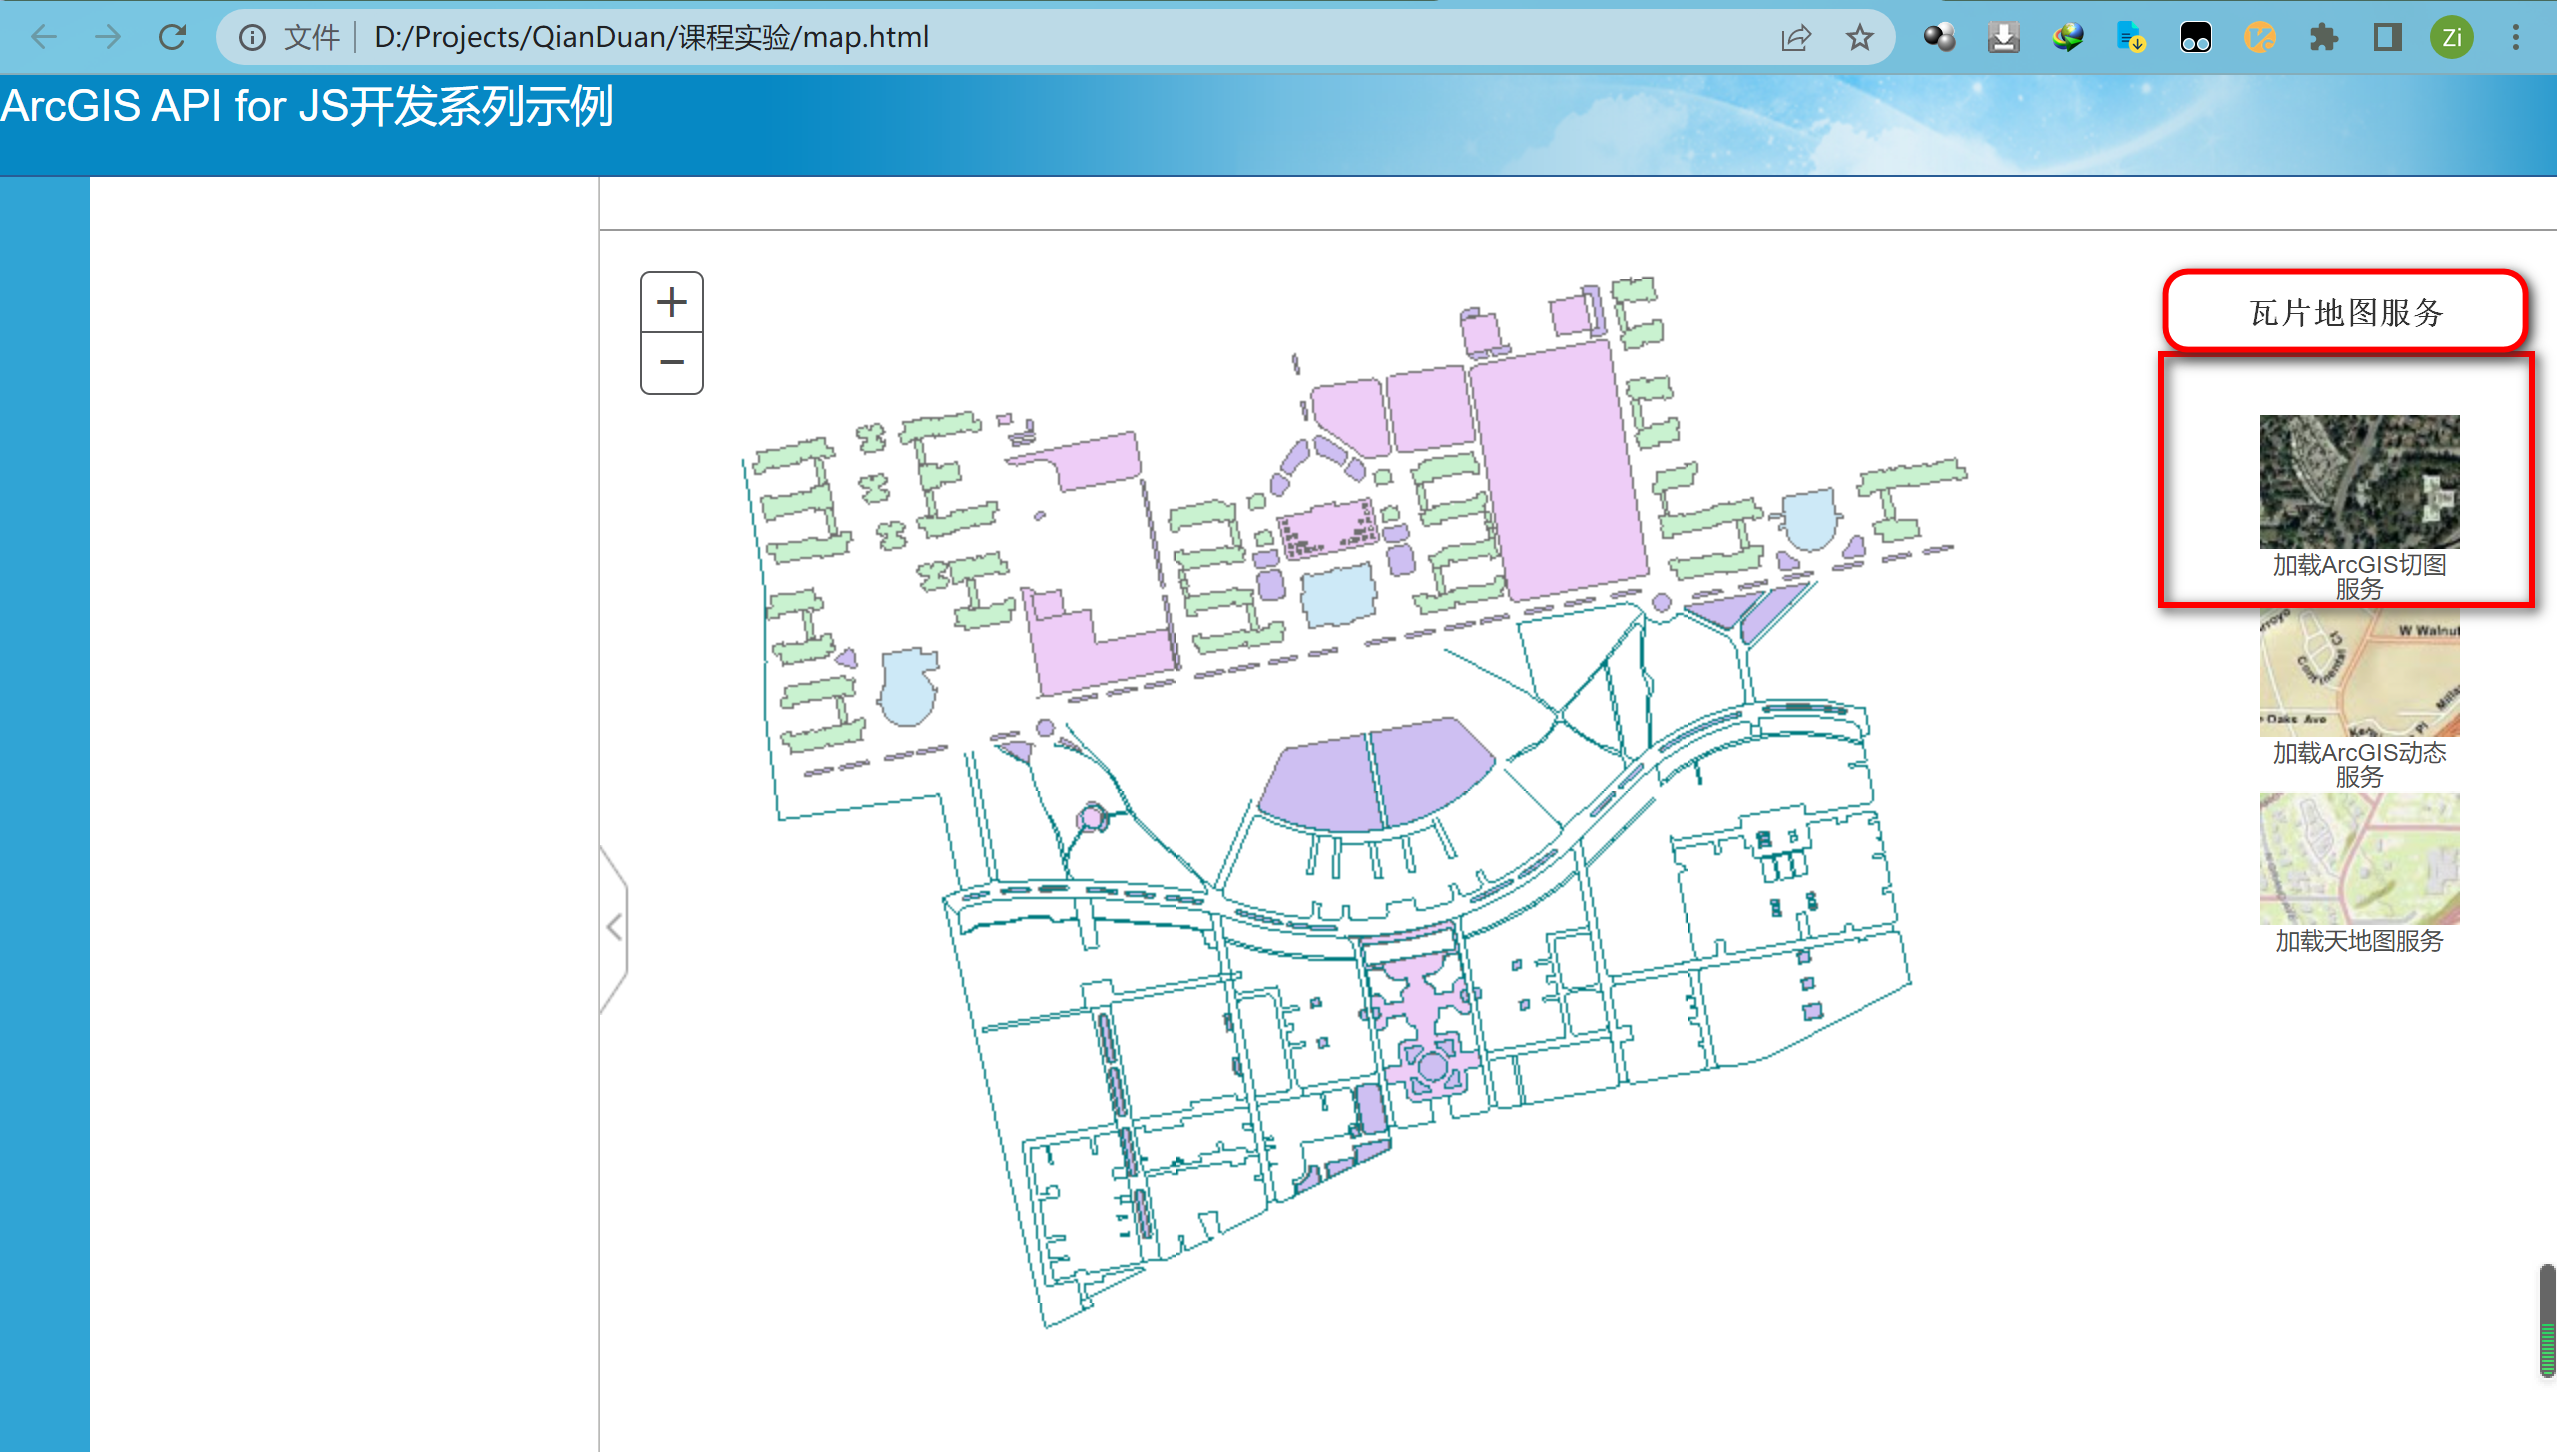 文件 D:/Projects/QianDuan/课程实验/map.html
Zi
ArcGIS API for JS开发系列示例
+
−
瓦片地图服务
加载ArcGIS切图
服务
W Walnut
Continental Ct
Oaks Ave
Pl
加载ArcGIS动态
服务
加载天地图服务